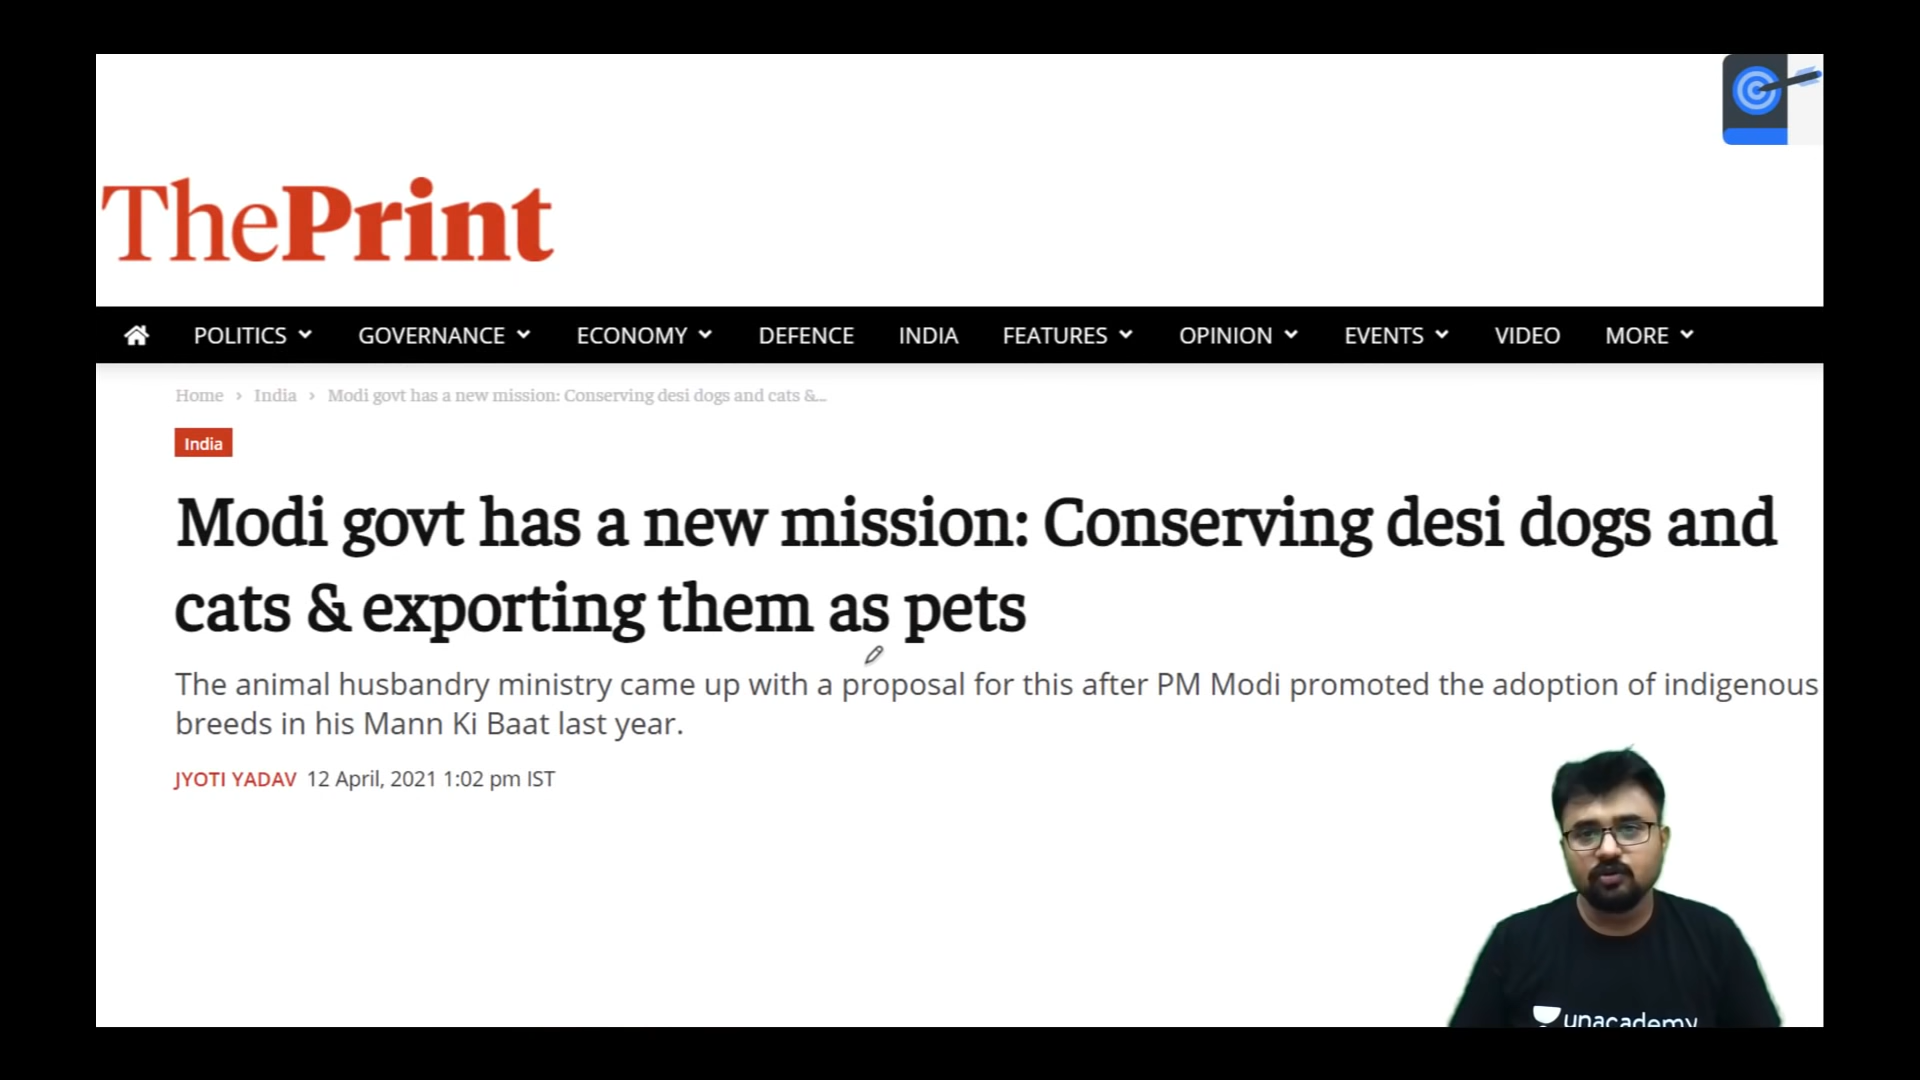 ThePrint
POLITICS GOVERNANCE ECONOMY DEFENCE INDIA FEATURES OPINION EVENTS VIDEO MORE
Home › India › Modi govt has a new mission: Conserving desi dogs and cats &...
India
Modi govt has a new mission: Conserving desi dogs and
cats & exporting them as pets
The animal husbandry ministry came up with a proposal for this after PM Modi promoted the adoption of indigenous
breeds in his Mann Ki Baat last year.
JYOTI YADAV 12 April, 2021 1:02 pm IST
unacademy